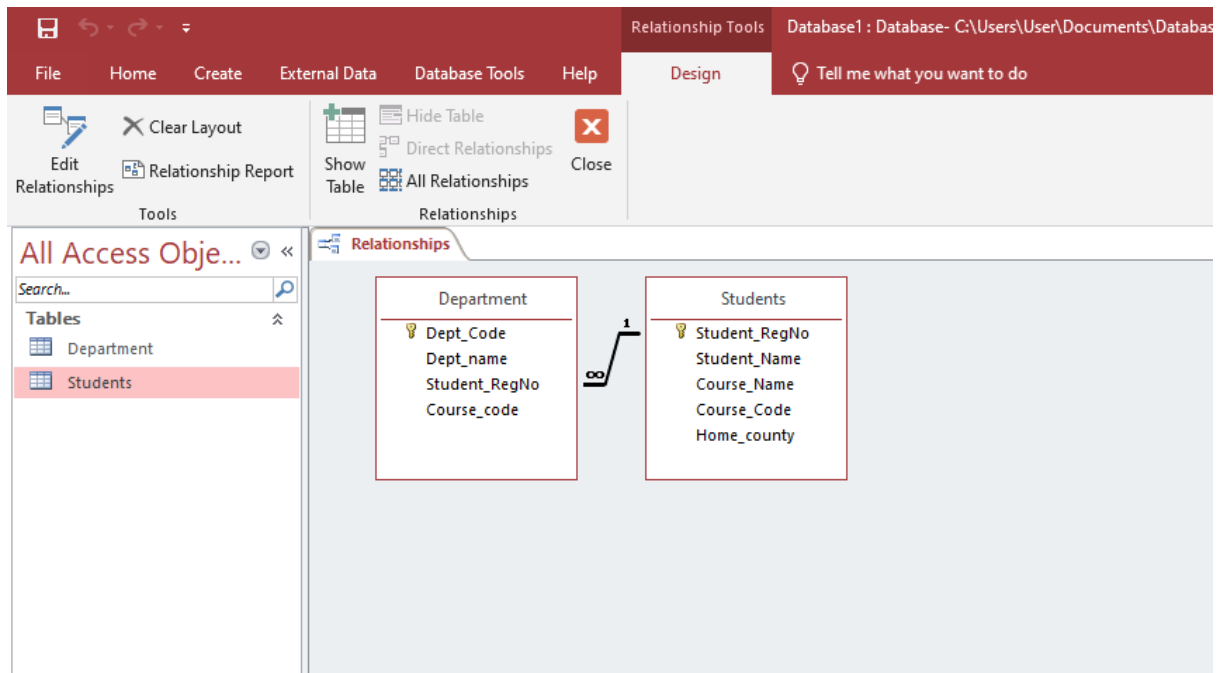 Relationship Tools
Database1 : Database- C:\Users\User\Documents\Databas
File Home Create External Data Database Tools Help Design Tell me what you want to do
Edit Relationships
Clear Layout
Relationship Report
Tools
Show Table
Hide Table
Direct Relationships
All Relationships
Close
Relationships
All Access Obje...
Search...
Tables
Department
Students
Relationships
Department
Dept_Code
Dept_name
Student_RegNo
Course_code
1
∞
Students
Student_RegNo
Student_Name
Course_Name
Course_Code
Home_county